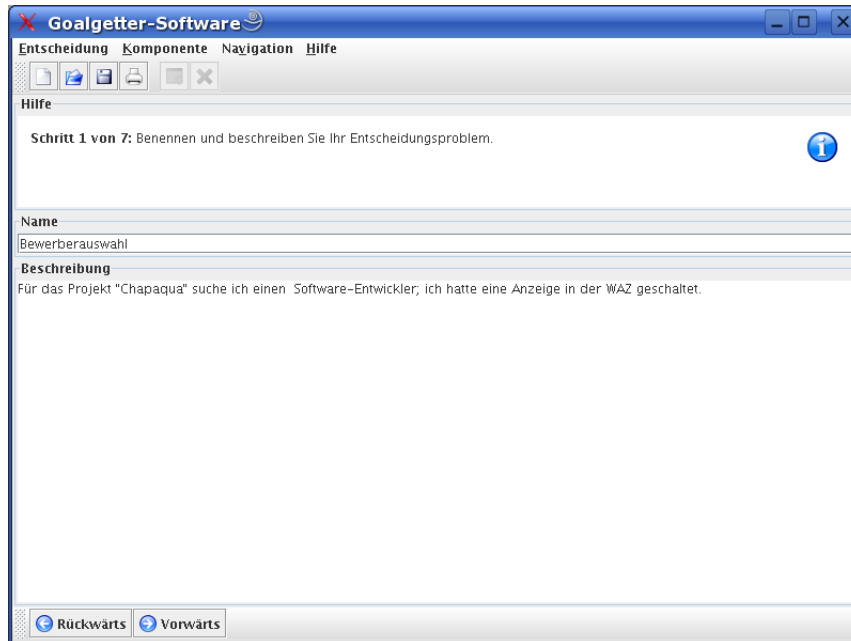 Goalgetter-Software
Entscheidung Komponente Navigation Hilfe
Hilfe
Schritt 1 von 7: Benennen und beschreiben Sie Ihr Entscheidungsproblem.
Name
Bewerberauswahl
Beschreibung
Für das Projekt "Chapaqua" suche ich einen Software-Entwickler; ich hatte eine Anzeige in der WAZ geschaltet.
Rückwärts Vorwärts